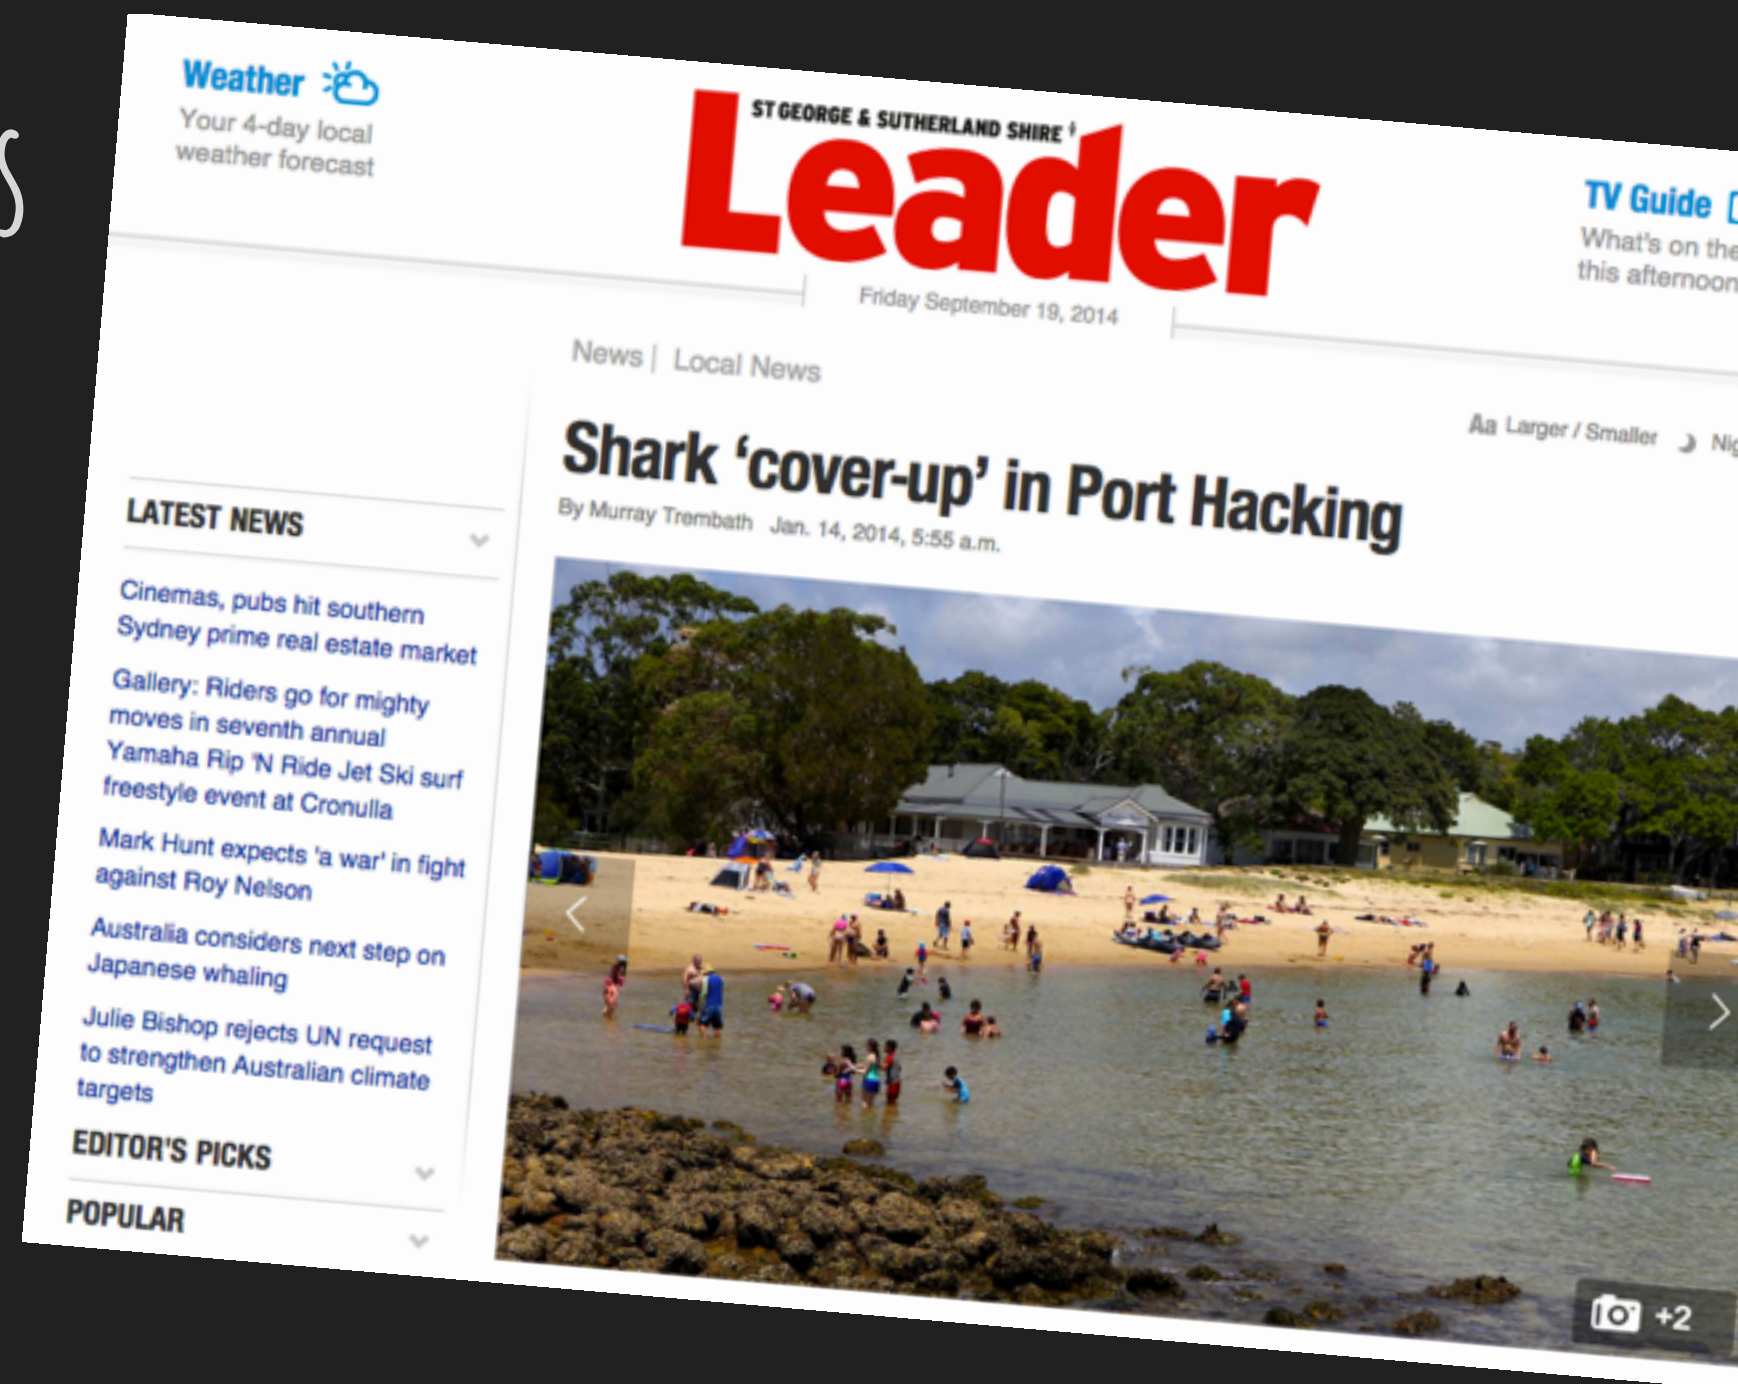 s
Weather
Your 4-day local
weather forecast
ST GEORGE & SUTHERLAND SHIRE
Leader
Friday September 19, 2014
TV Guide
What's on the
this afternoon
News | Local News
Aa Larger / Smaller
Shark ‘cover-up’ in Port Hacking
By Murray Trembath Jan. 14, 2014, 5:55 a.m.
LATEST NEWS
Cinemas, pubs hit southern
Sydney prime real estate market
Gallery: Riders go for mighty
moves in seventh annual
Yamaha Rip 'N Ride Jet Ski surf
freestyle event at Cronulla
Mark Hunt expects 'a war' in fight
against Roy Nelson
Australia considers next step on
Japanese whaling
Julie Bishop rejects UN request
to strengthen Australian climate
targets
EDITOR'S PICKS
POPULAR
+2